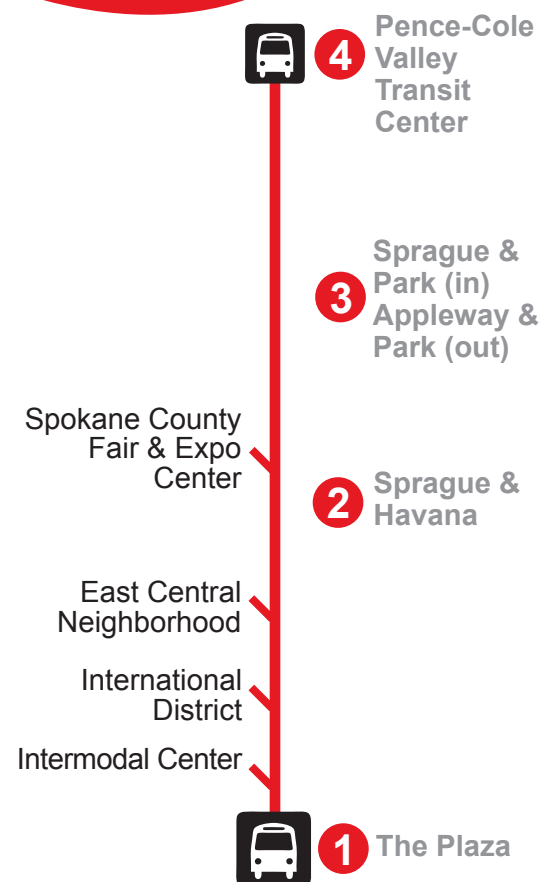 4 Pence-Cole
Valley
Transit
Center
3 Sprague &
Park (in)
Appleway &
Park (out)
Spokane County
Fair & Expo
Center
2 Sprague &
Havana
East Central
Neighborhood
International
District
Intermodal Center
1 The Plaza